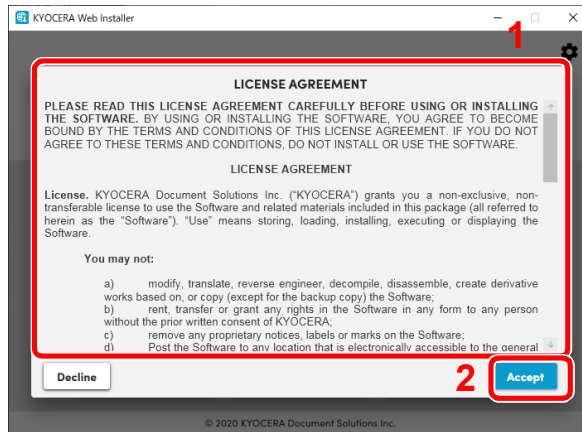 KYOCERA Web Installer
1
LICENSE AGREEMENT
PLEASE READ THIS LICENSE AGREEMENT CAREFULLY BEFORE USING OR INSTALLING
THE SOFTWARE. BY USING OR INSTALLING THE SOFTWARE, YOU AGREE TO BECOME
BOUND BY THE TERMS AND CONDITIONS OF THIS LICENSE AGREEMENT. IF YOU DO NOT
AGREE TO THESE TERMS AND CONDITIONS, DO NOT INSTALL OR USE THE SOFTWARE.
LICENSE AGREEMENT
License. KYOCERA Document Solutions Inc. (“KYOCERA”) grants you a non-exclusive, non-
transferable license to use the Software and related materials included in this package (all referred to
herein as the “Software”). “Use” means storing, loading, installing, executing or displaying the
Software.
You may not:
a) modify, translate, reverse engineer, decompile, disassemble, create derivative
works based on, or copy (except for the backup copy) the Software;
b) rent, transfer or grant any rights in the Software in any form to any person
without the prior written consent of KYOCERA;
c) remove any proprietary notices, labels or marks on the Software;
d) Post the Software to any location that is electronically accessible to the general
Decline
2
Accept
© 2020 KYOCERA Document Solutions Inc.